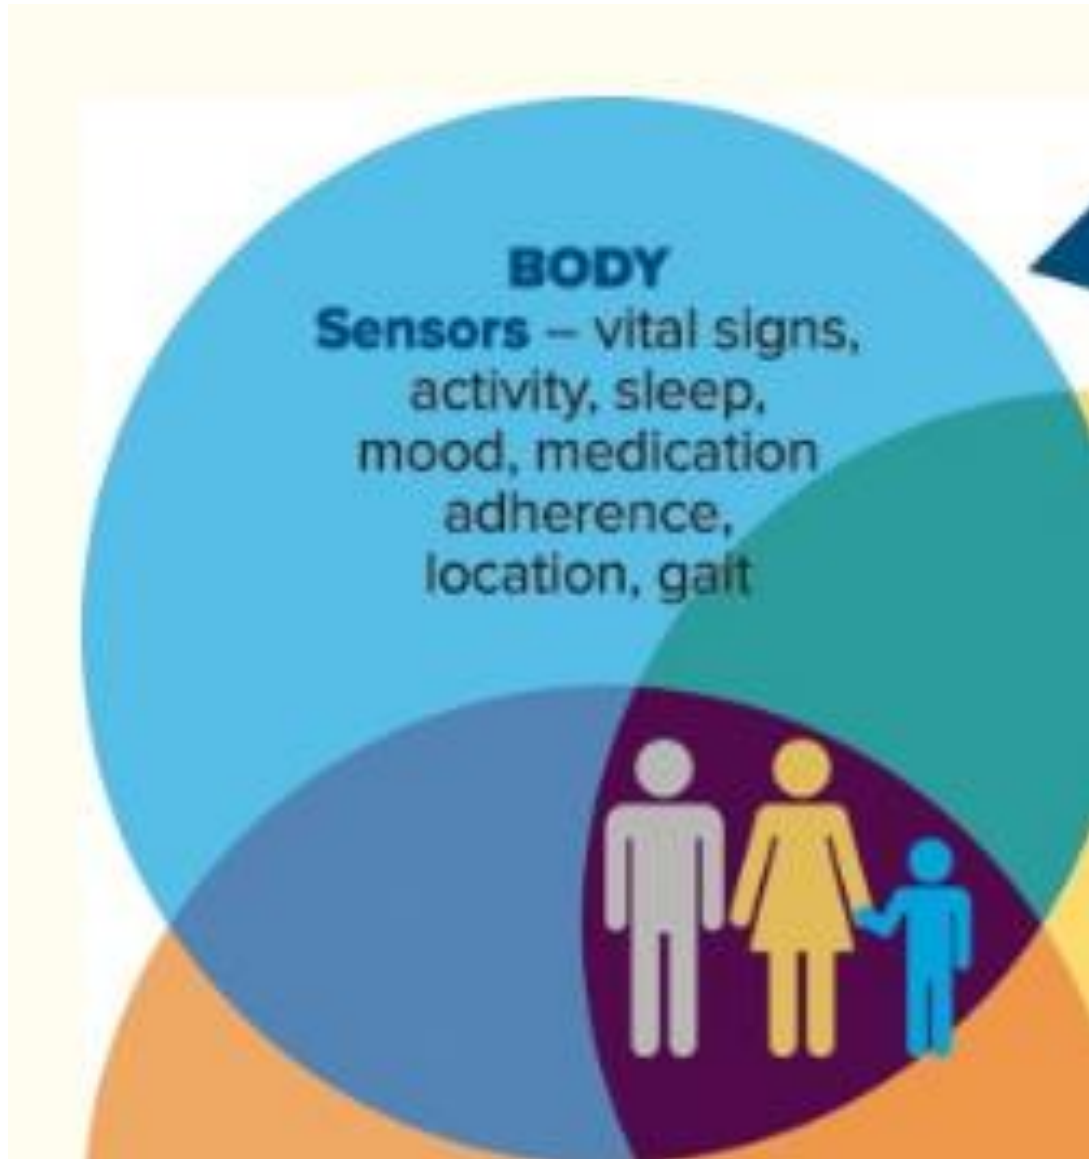 BODY
Sensors – vital signs,
activity, sleep,
mood, medication
adherence,
location, gait